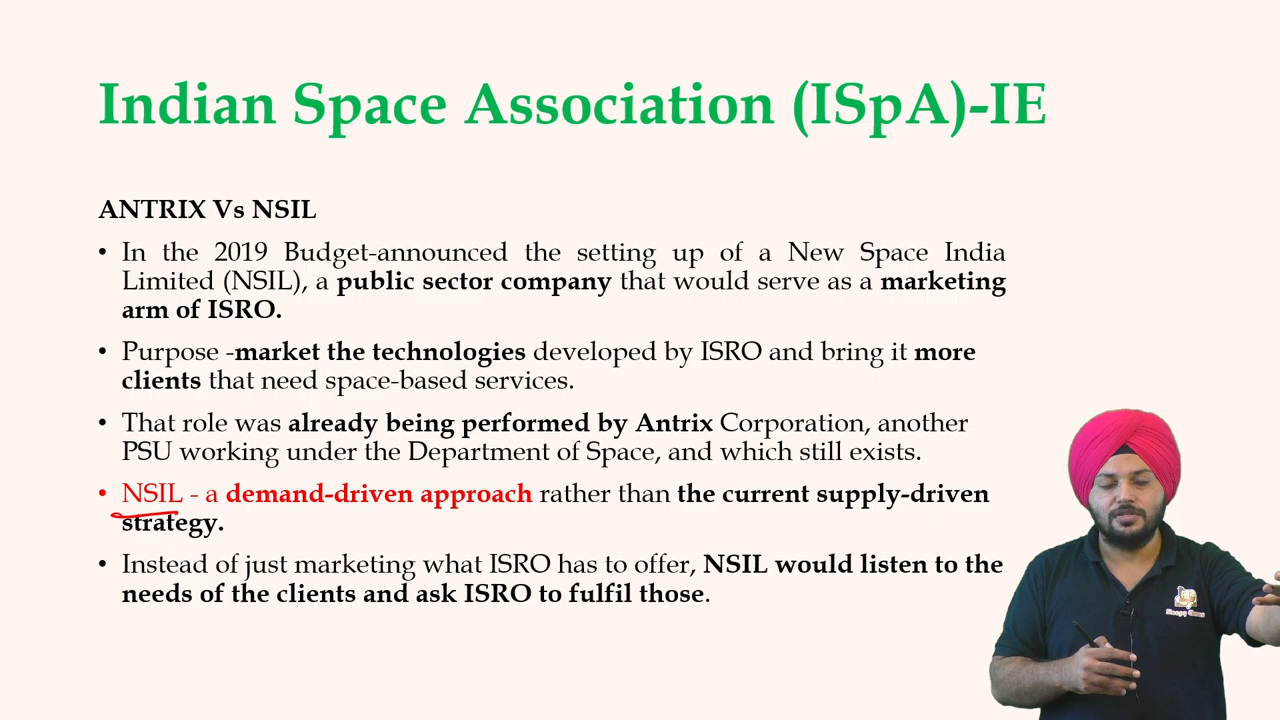 Indian Space Association (ISpA)-IE
ANTRIX Vs NSIL
• In the 2019 Budget-announced the setting up of a New Space India
Limited (NSIL), a public sector company that would serve as a marketing
arm of ISRO.
• Purpose -market the technologies developed by ISRO and bring it more
clients that need space-based services.
• That role was already being performed by Antrix Corporation, another
PSU working under the Department of Space, and which still exists.
• NSIL - a demand-driven approach rather than the current supply-driven
strategy.
• Instead of just marketing what ISRO has to offer, NSIL would listen to the
needs of the clients and ask ISRO to fulfil those.